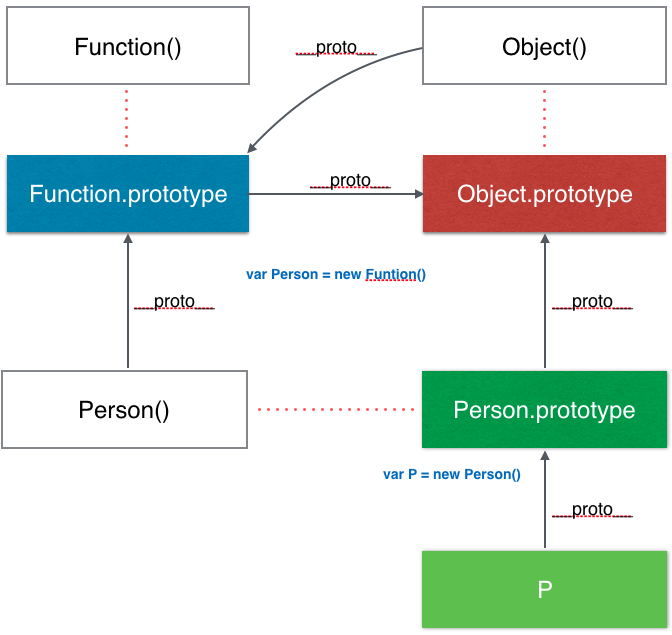 Function()
__proto__
Object()
Function.prototype
__proto__
Object.prototype
var Person = new Funtion()
__proto__
__proto__
Person()
Person.prototype
var P = new Person()
__proto__
P